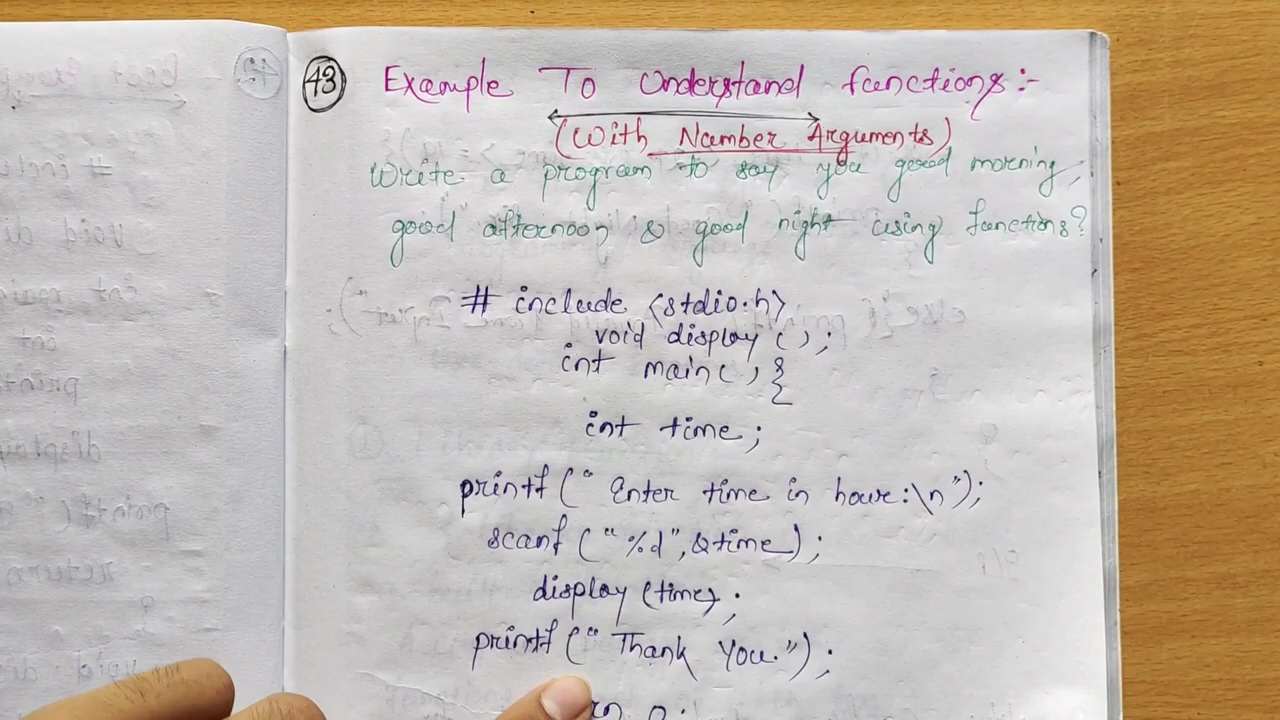 43 Example To Understand functions:-
(With Number Arguments)
Write a program to say you good morning,
good afternoon & good night using functions?
# include <stdio.h>
void display ();
int main() {
int time;
printf (" Enter time in hour:\n");
scanf ("%d", &time);
display (time);
printf (" Thank You.");